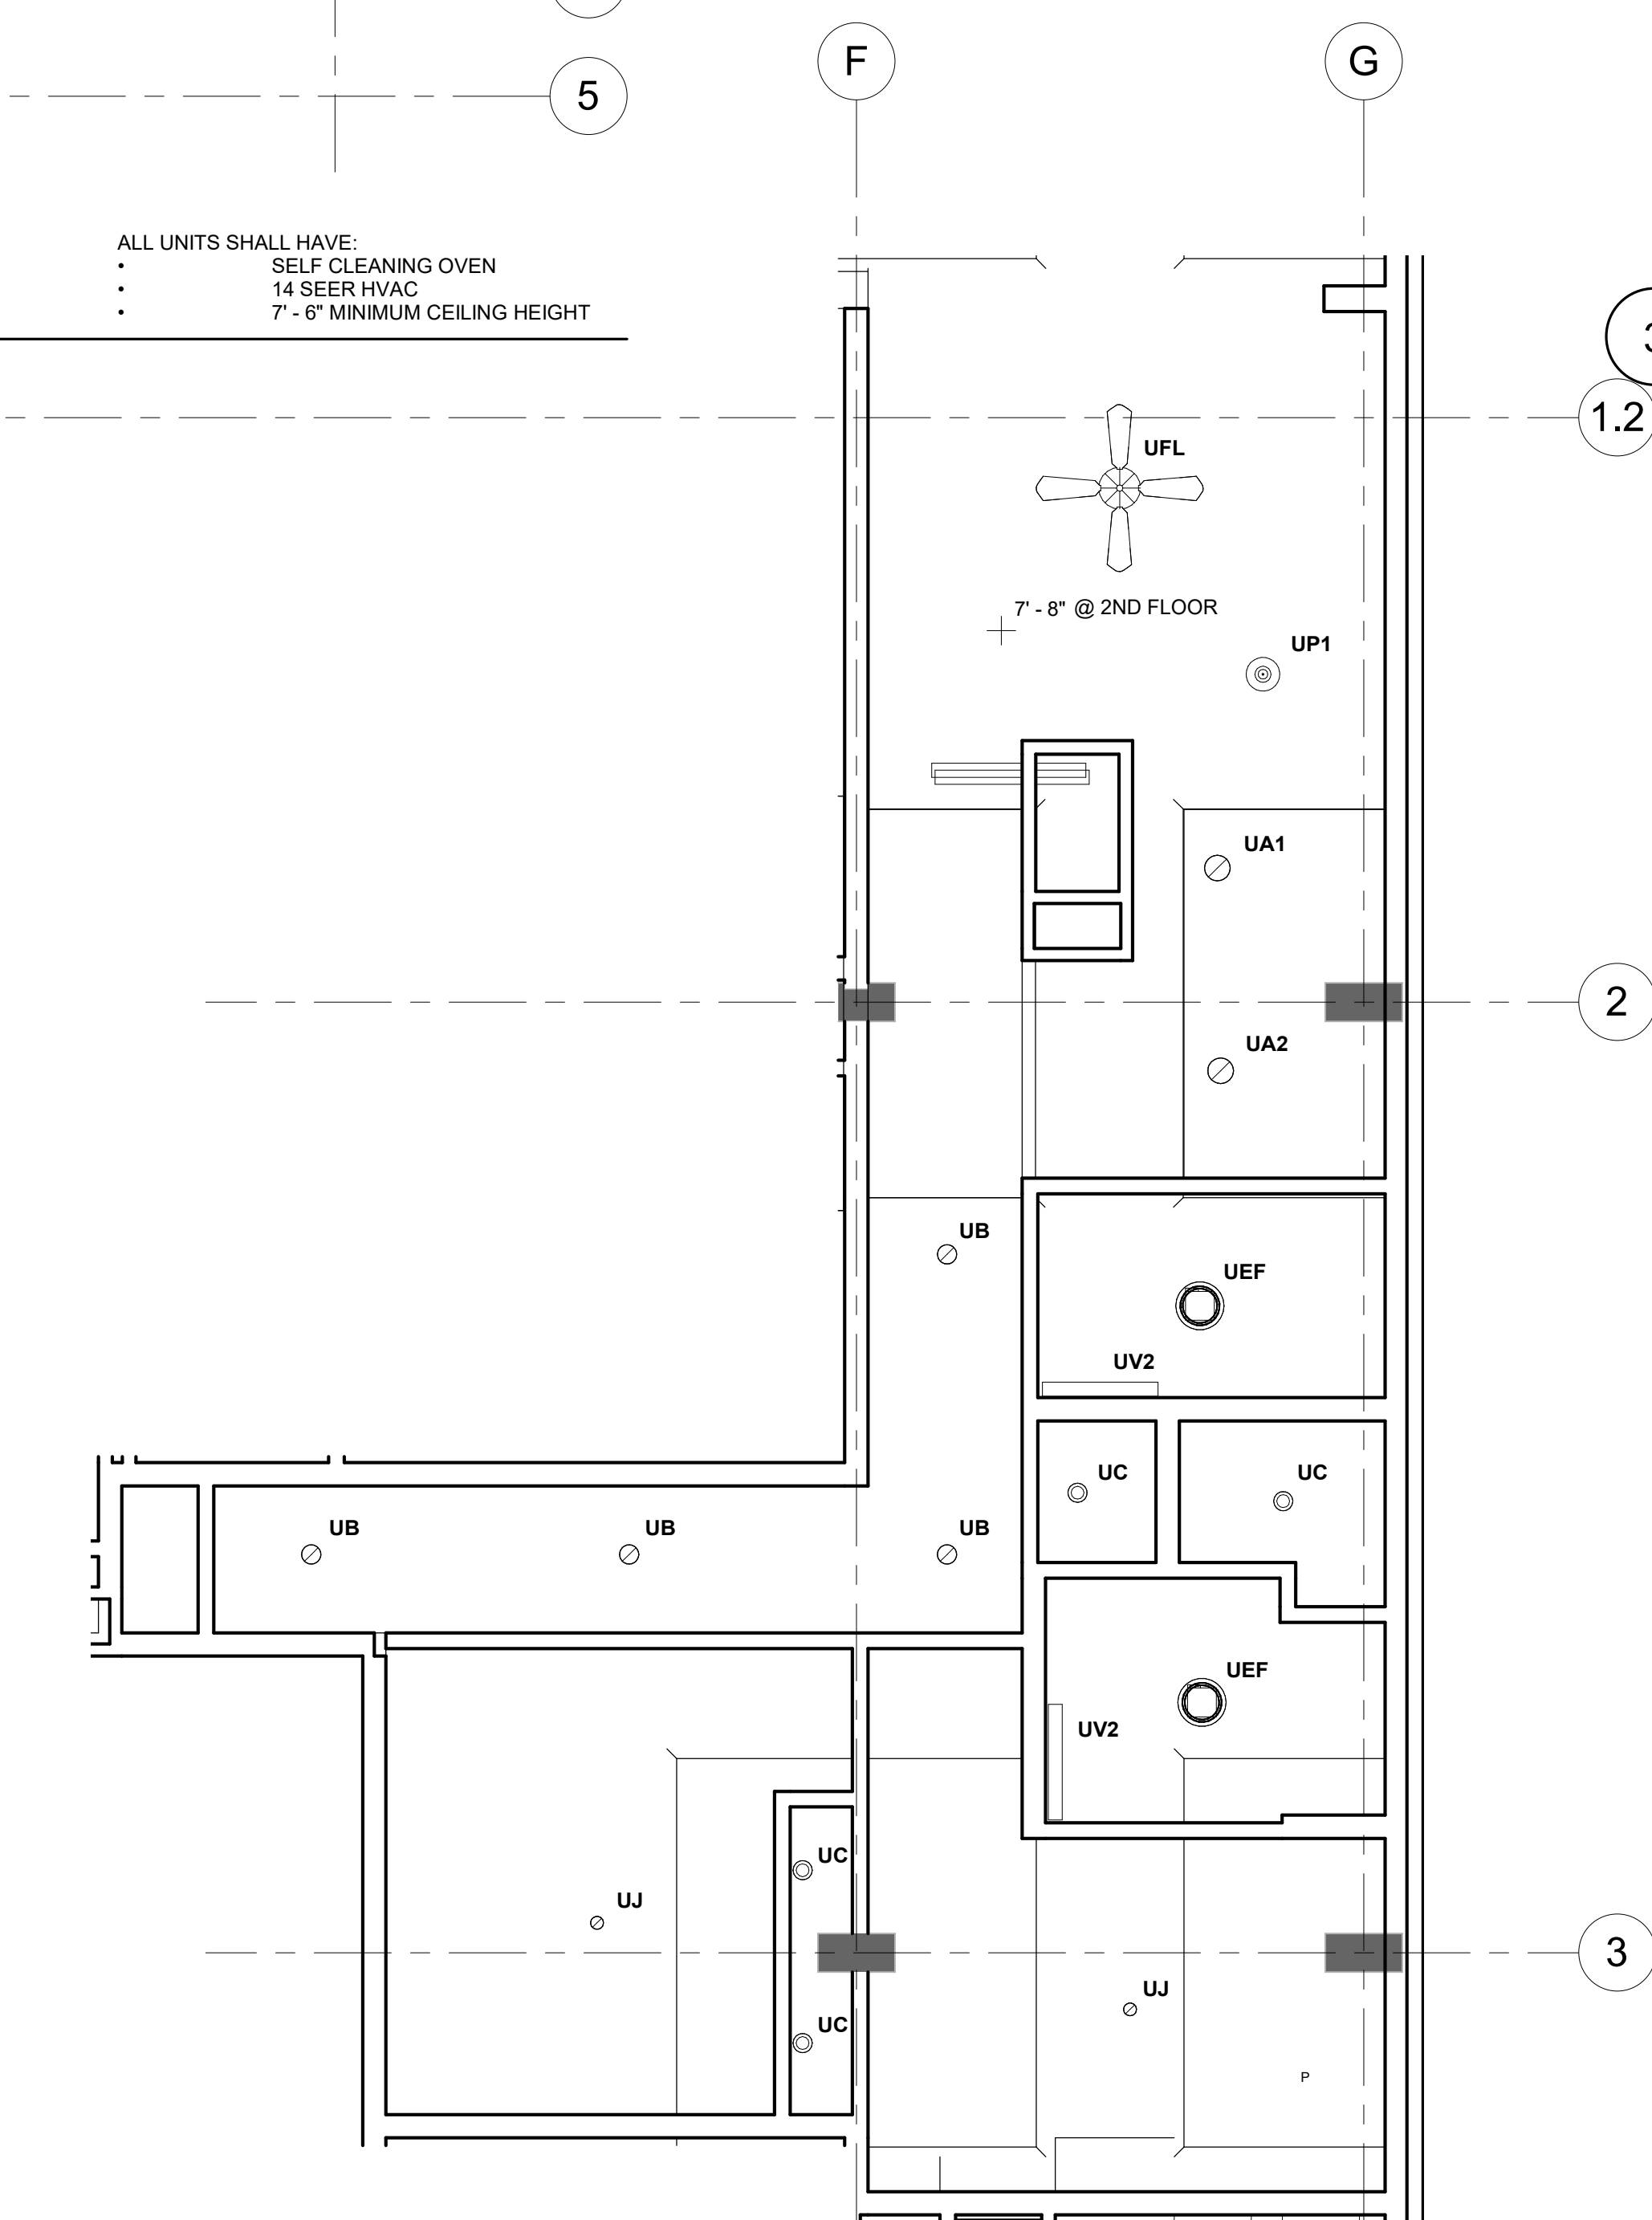 F
G
5
ALL UNITS SHALL HAVE:
• SELF CLEANING OVEN
• 14 SEER HVAC
• 7' - 6" MINIMUM CEILING HEIGHT
1.2
UFL
7' - 8" @ 2ND FLOOR
UP1
UA1
2
UA2
UB
UEF
UV2
UC
UC
UB
UB
UB
UEF
UV2
UC
UJ
3
UJ
UC
P